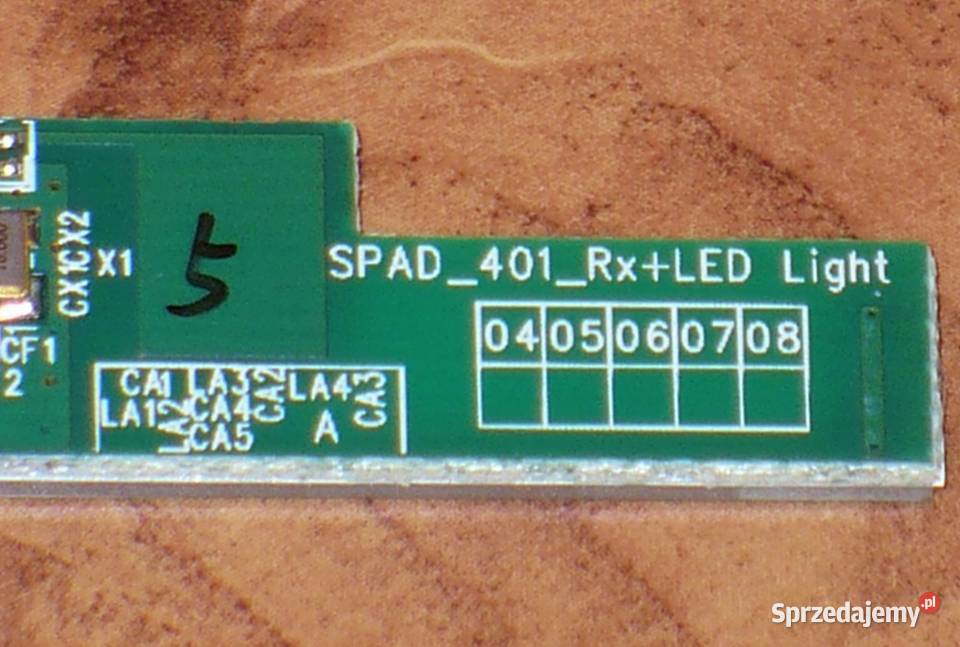 CX1CX2
X1
5
SPAD_401_Rx+LED Light
04 05 06 07 08
CF1
2
CA1 LA3 CA2 LA4 CA3
LA1 LA2 CA4 A
CA5
Sprzedajemy.pl